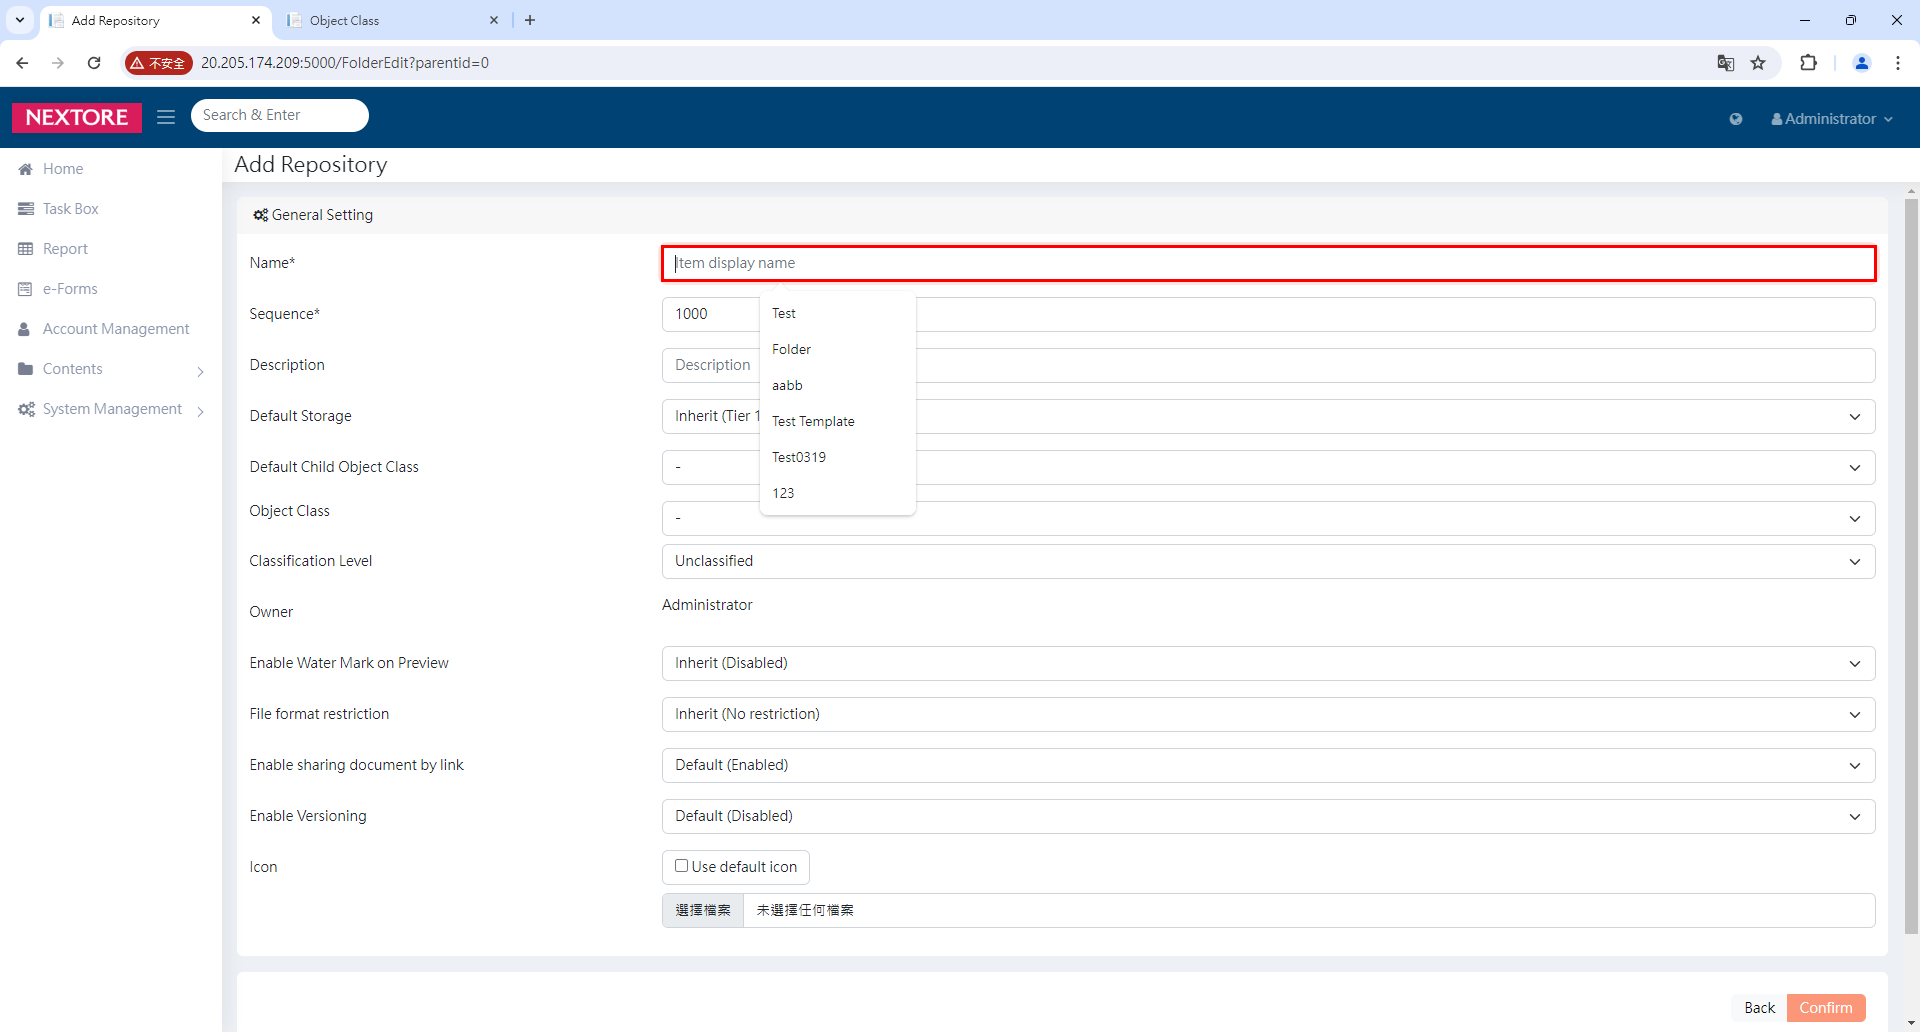 Add Repository
Object Class
不安全
20.205.174.209:5000/FolderEdit?parentid=0
NEXTORE
Search & Enter
Administrator
Home
Task Box
Report
e-Forms
Account Management
Contents
System Management
Add Repository
General Setting
Name*
Item display name
Sequence*
1000
Description
Description
Default Storage
Inherit (Tier 1
Default Child Object Class
-
Object Class
-
Test
Folder
aabb
Test Template
Test0319
123
Classification Level
Unclassified
Owner
Administrator
Enable Water Mark on Preview
Inherit (Disabled)
File format restriction
Inherit (No restriction)
Enable sharing document by link
Default (Enabled)
Enable Versioning
Default (Disabled)
Icon
Use default icon
選擇檔案
未選擇任何檔案
Back
Confirm